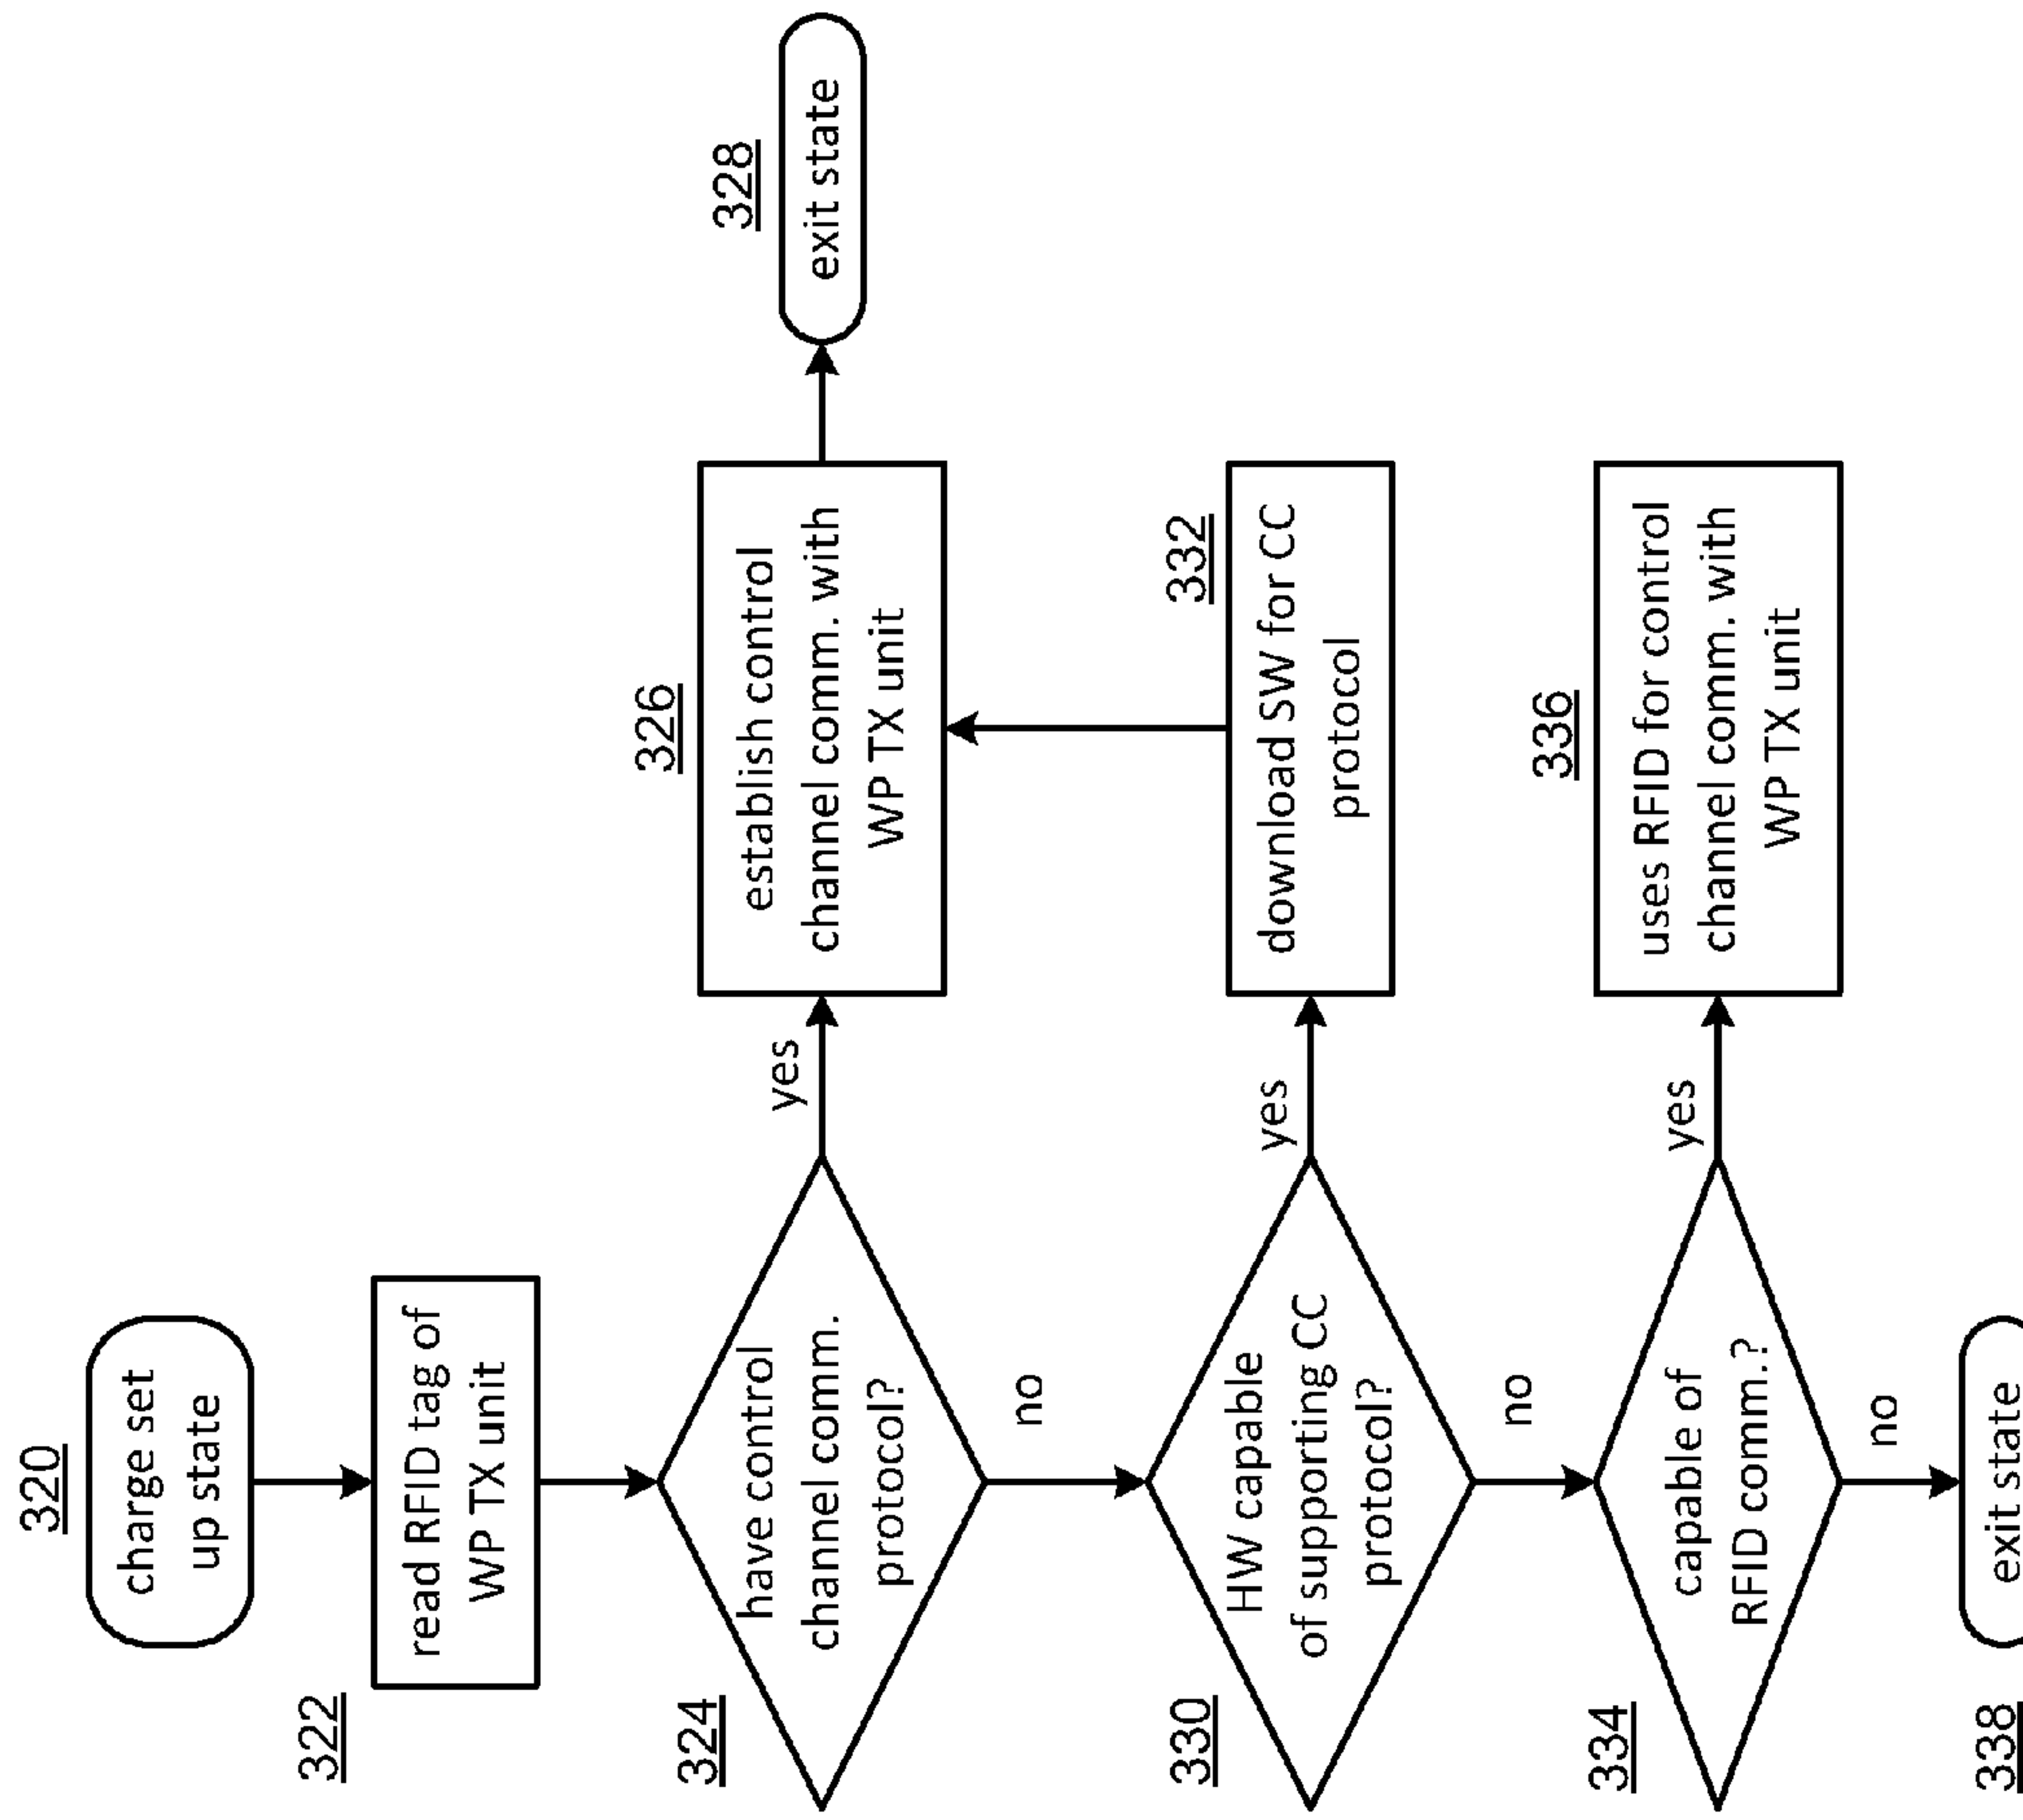 320
charge set
up state
322
read RFID tag of
WP TX unit
324
have control
channel comm.
protocol?
yes
326
establish control
channel comm. with
WP TX unit
328
exit state
no
330
HW capable
of supporting CC
protocol?
yes
332
download SW for CC
protocol
no
334
capable of
RFID comm.?
yes
336
uses RFID for control
channel comm. with
WP TX unit
no
338
exit state